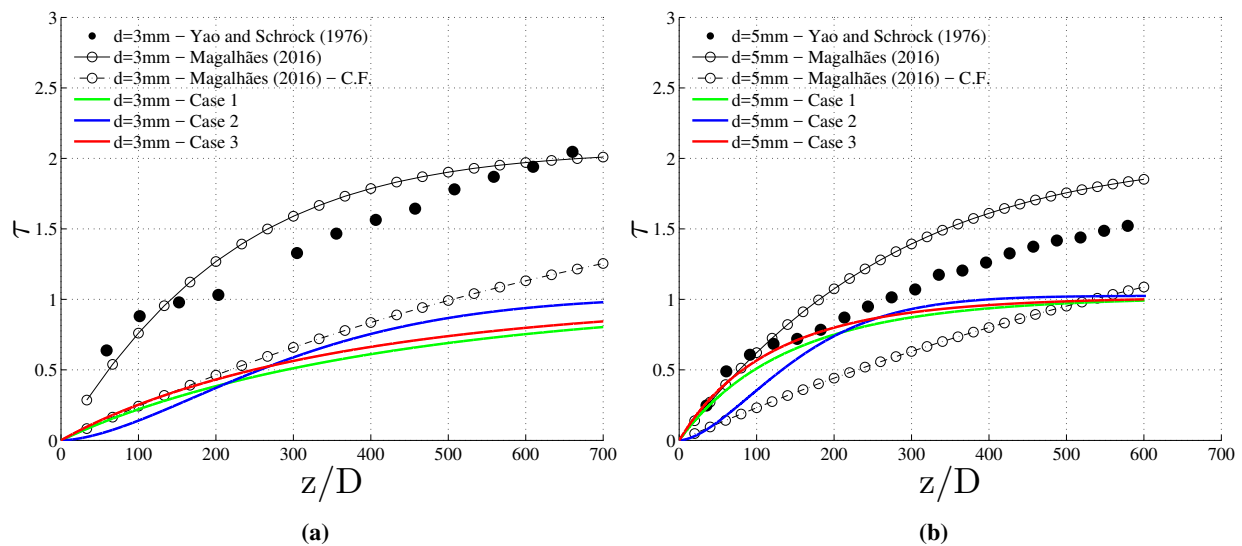 3
2.5
2
1.5
1
0.5
0
τ
d=3mm − Yao and Schrock (1976)
d=3mm − Magalhães (2016)
d=3mm − Magalhães (2016) − C.F.
d=3mm − Case 1
d=3mm − Case 2
d=3mm − Case 3
0 100 200 300 400 500 600 700
z/D
(a)
3
2.5
2
1.5
1
0.5
0
τ
d=5mm − Yao and Schrock (1976)
d=5mm − Magalhães (2016)
d=5mm − Magalhães (2016) − C.F.
d=5mm − Case 1
d=5mm − Case 2
d=5mm − Case 3
0 100 200 300 400 500 600 700
z/D
(b)